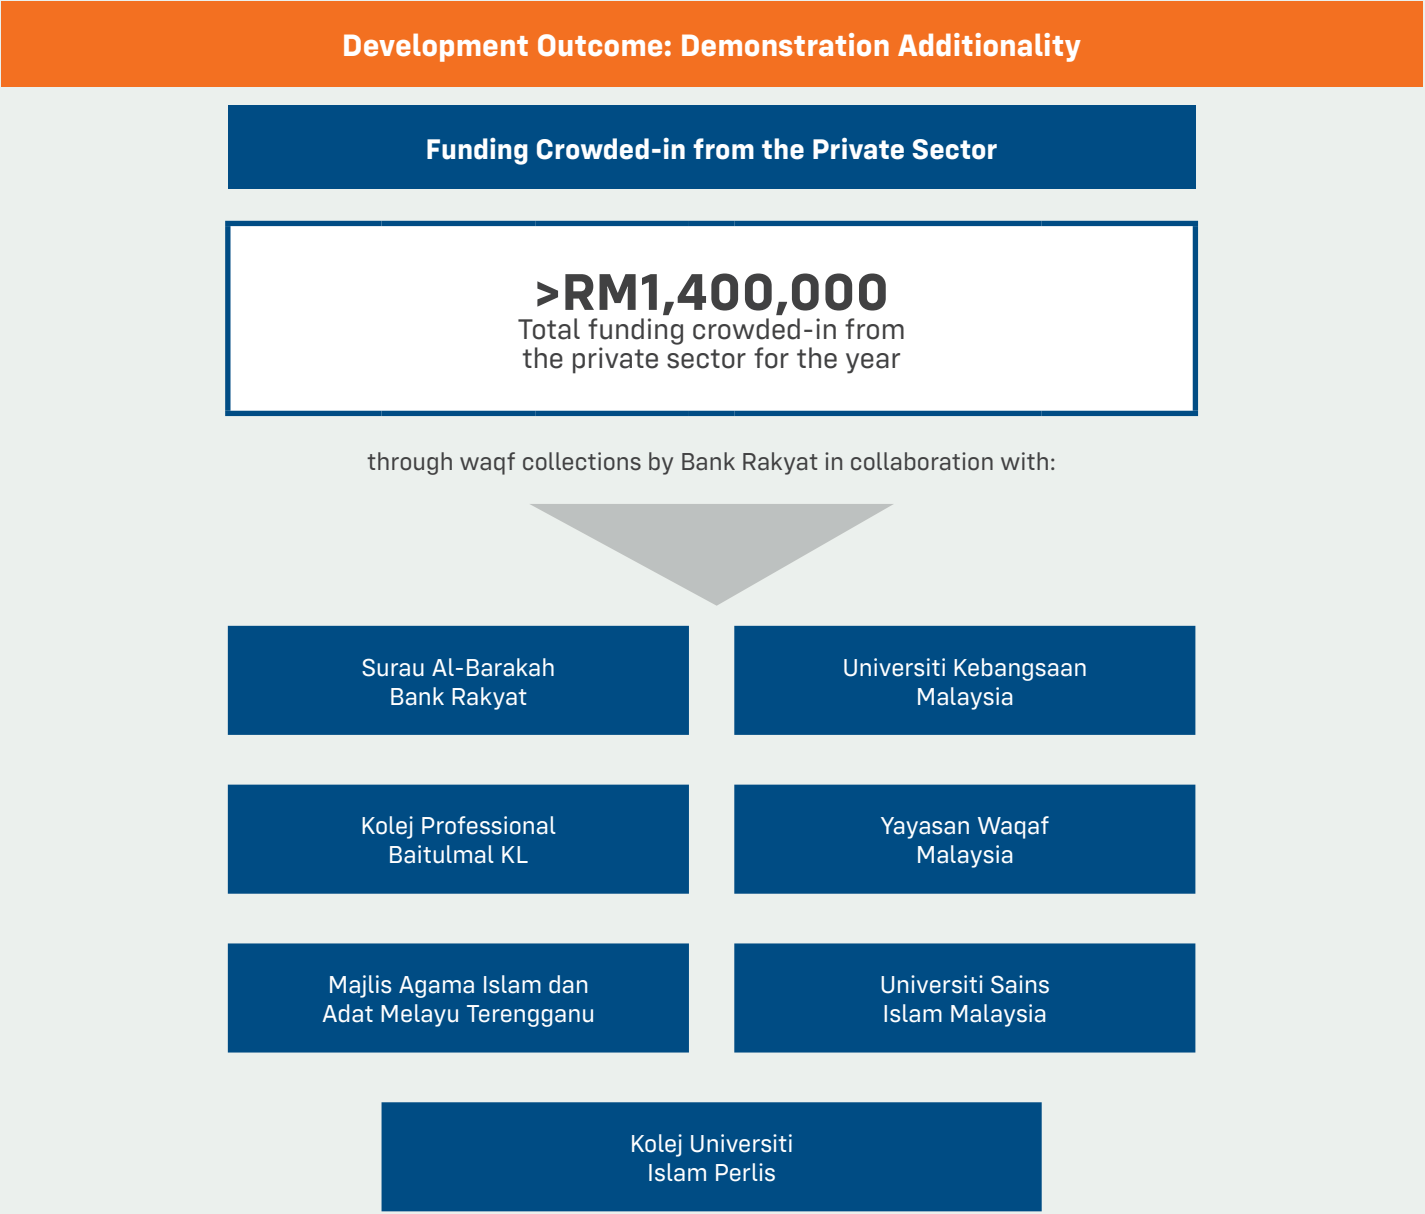 Development Outcome: Demonstration Additionality
Funding Crowded-in from the Private Sector
>RM1,400,000
Total funding crowded-in from
the private sector for the year
through waqf collections by Bank Rakyat in collaboration with:
Surau Al-Barakah
Bank Rakyat
Universiti Kebangsaan
Malaysia
Kolej Professional
Baitulmal KL
Yayasan Waqaf
Malaysia
Majlis Agama Islam dan
Adat Melayu Terengganu
Universiti Sains
Islam Malaysia
Kolej Universiti
Islam Perlis